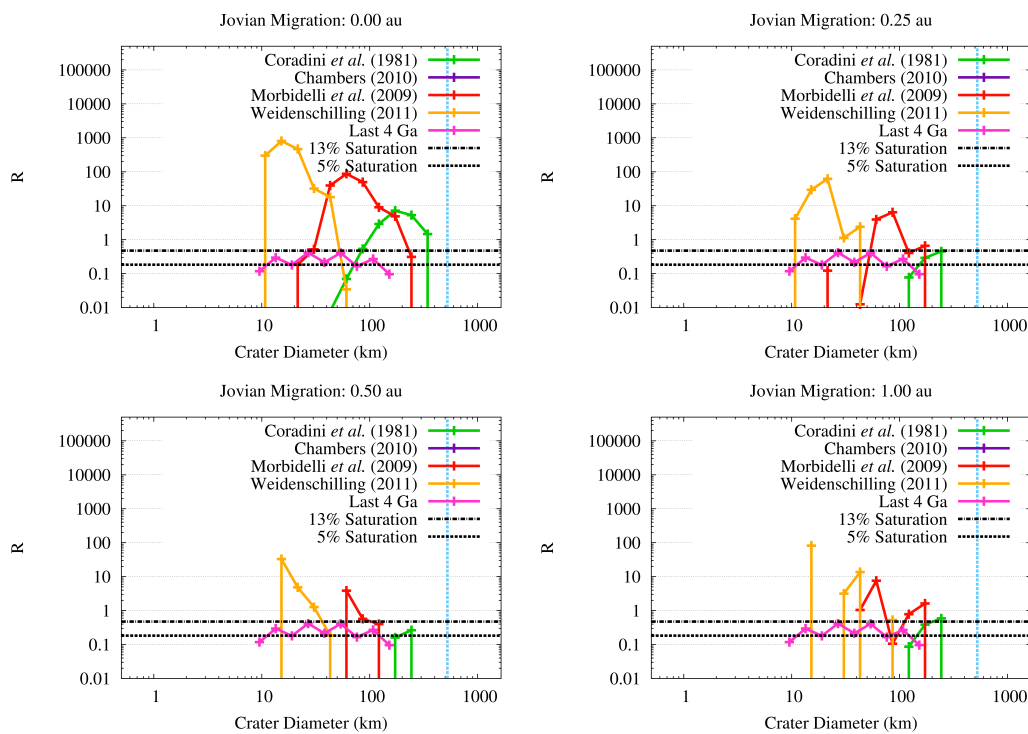 Jovian Migration: 0.00 au
100000
10000
1000
100
10
1
0.1
0.01
R
Coradini et al. (1981)
Chambers (2010)
Morbidelli et al. (2009)
Weidenschilling (2011)
Last 4 Ga
13% Saturation
5% Saturation
1 10 100 1000
Crater Diameter (km)
Jovian Migration: 0.25 au
100000
10000
1000
100
10
1
0.1
0.01
R
Coradini et al. (1981)
Chambers (2010)
Morbidelli et al. (2009)
Weidenschilling (2011)
Last 4 Ga
13% Saturation
5% Saturation
1 10 100 1000
Crater Diameter (km)
Jovian Migration: 0.50 au
100000
10000
1000
100
10
1
0.1
0.01
R
Coradini et al. (1981)
Chambers (2010)
Morbidelli et al. (2009)
Weidenschilling (2011)
Last 4 Ga
13% Saturation
5% Saturation
1 10 100 1000
Crater Diameter (km)
Jovian Migration: 1.00 au
100000
10000
1000
100
10
1
0.1
0.01
R
Coradini et al. (1981)
Chambers (2010)
Morbidelli et al. (2009)
Weidenschilling (2011)
Last 4 Ga
13% Saturation
5% Saturation
1 10 100 1000
Crater Diameter (km)